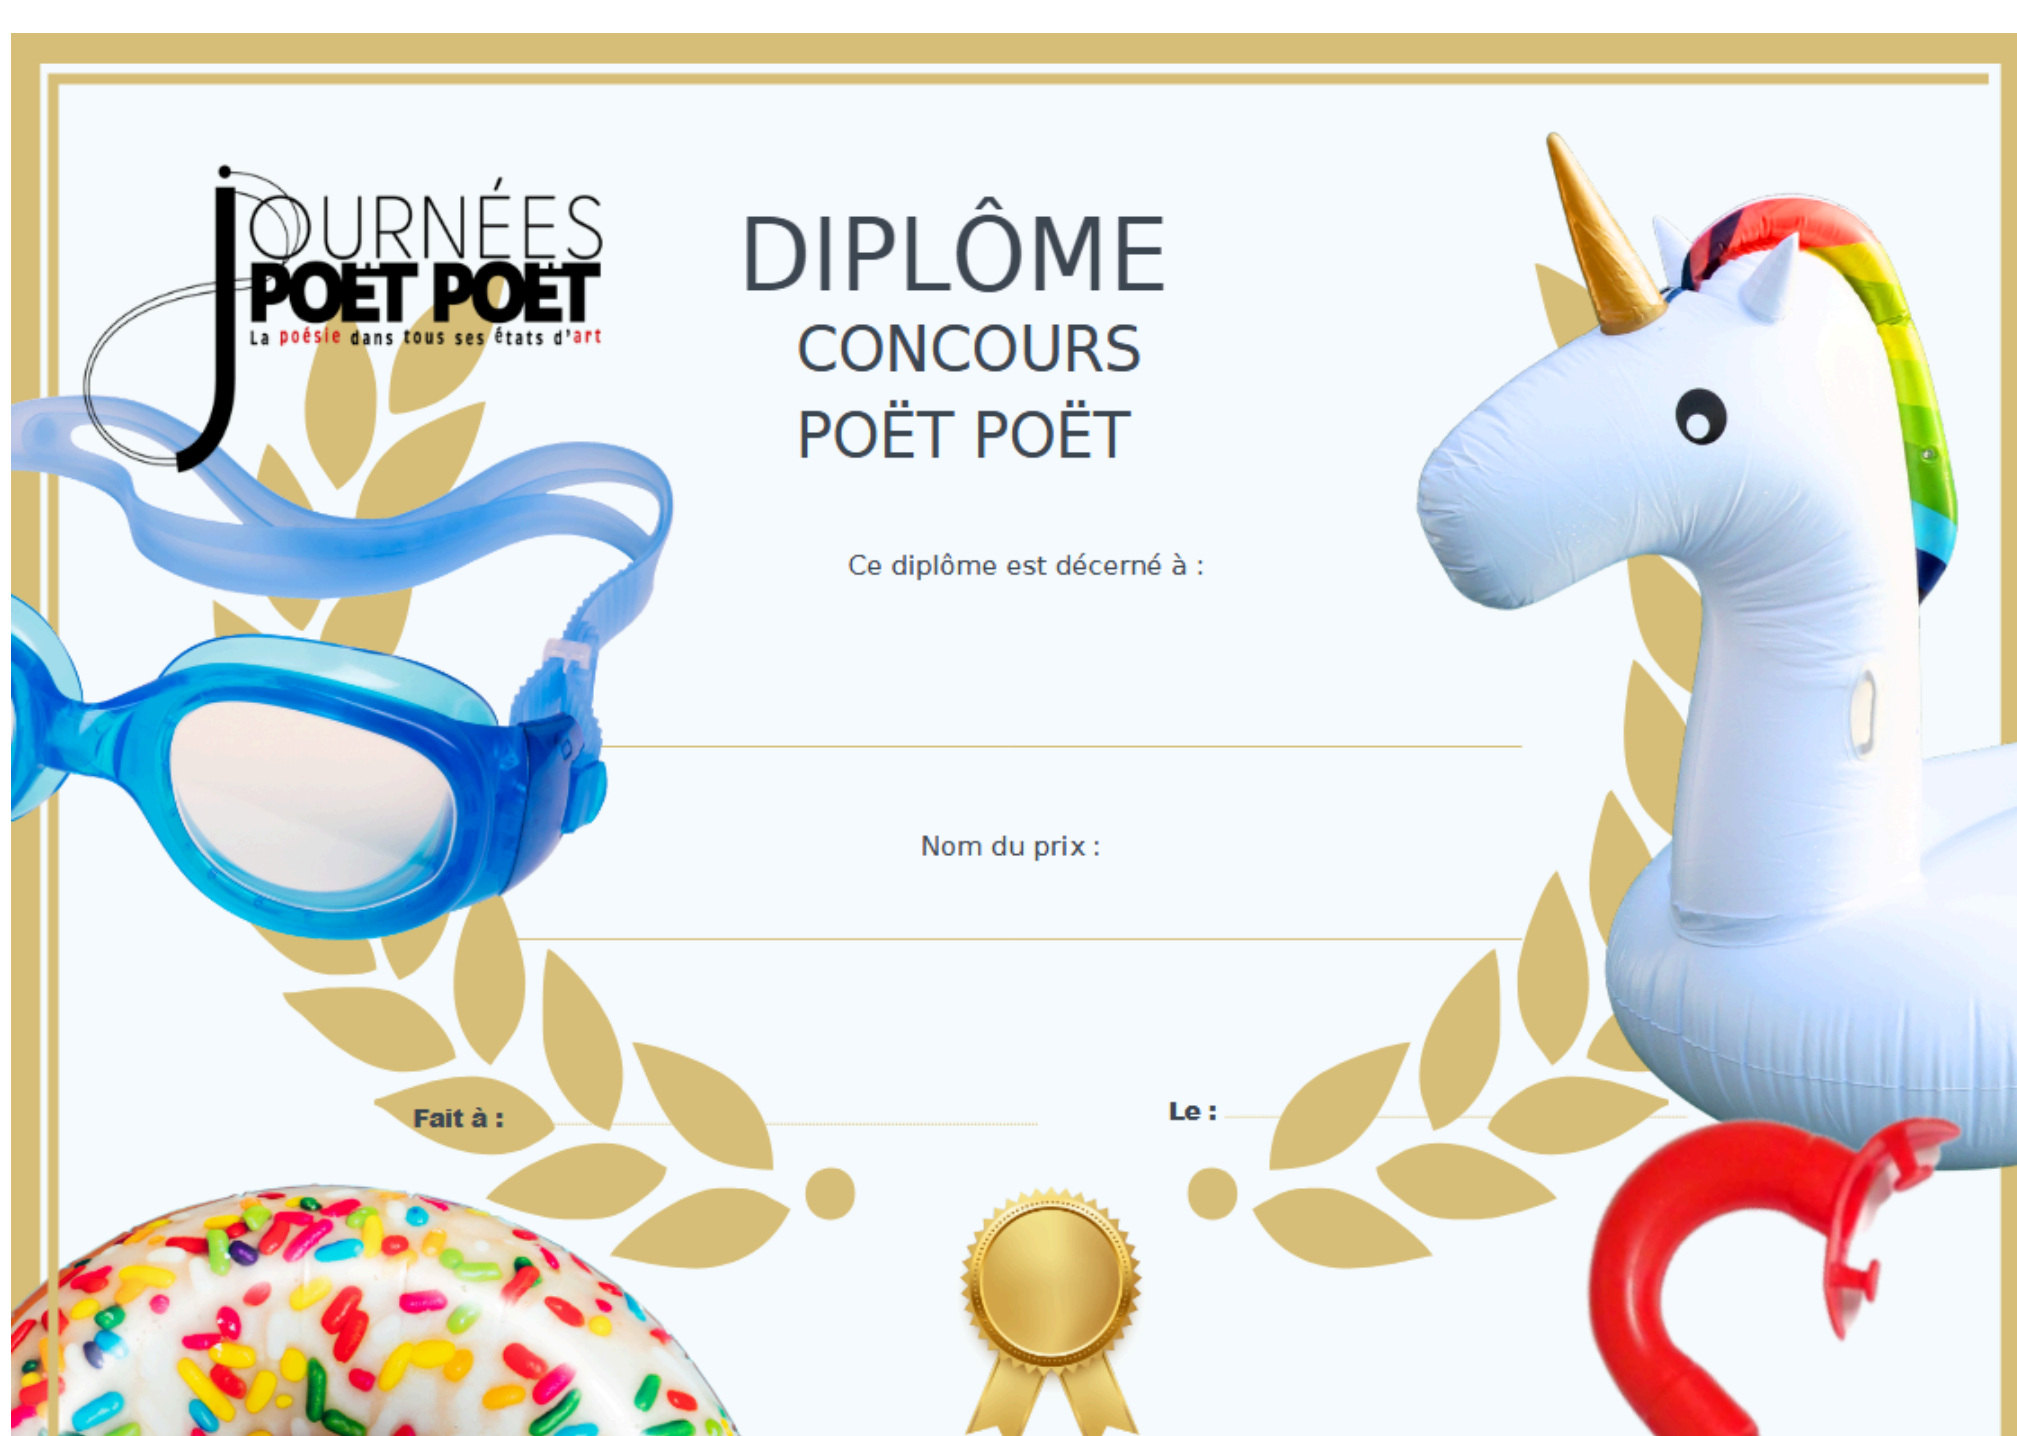 JOURNÉES
POËT POËT
La poésie dans tous ses états d'art
DIPLÔME
CONCOURS
POËT POËT
Ce diplôme est décerné à :
Nom du prix :
Fait à :
Le :